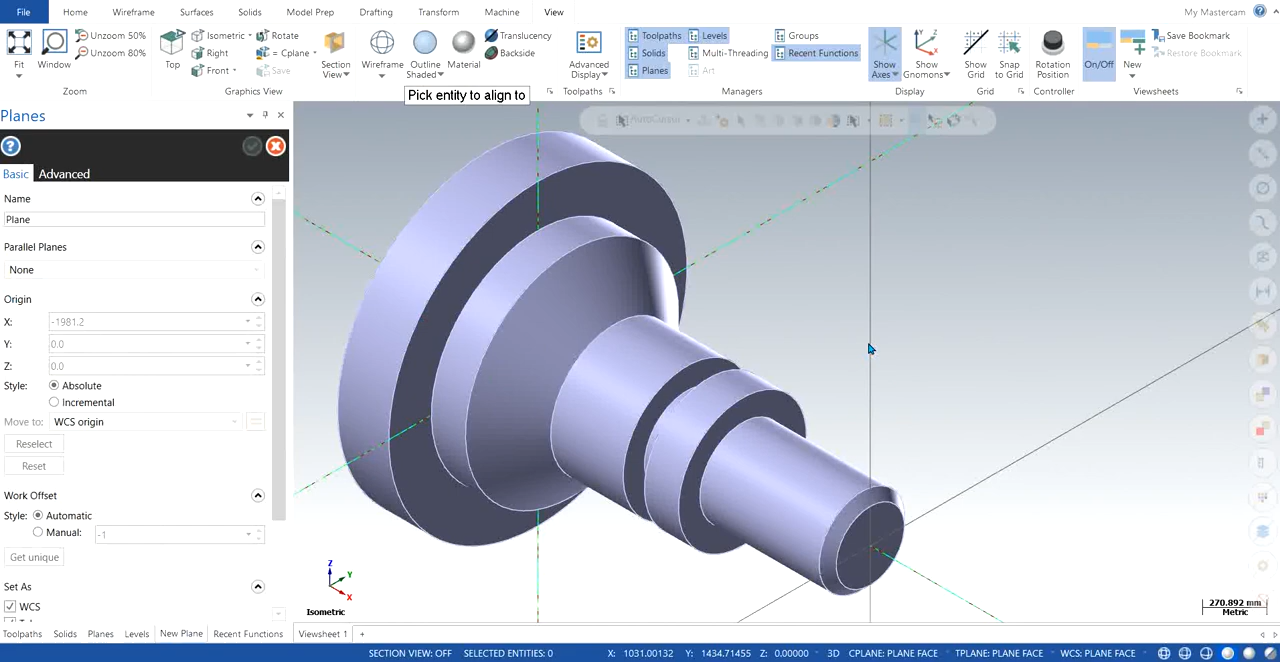 File Home Wireframe Surfaces Solids Model Prep Drafting Transform Machine View My Mastercam
Fit Window Unzoom 50% Unzoom 80%
Zoom
Top Isometric Right Front Rotate = Cplane Save Section View
Graphics View
Wireframe Outline Shaded Material Translucency Backside
Pick entity to align to
Advanced Display
Toolpaths
Toolpaths Solids Planes Levels Multi-Threading Art Groups Recent Functions
Managers
Show Axes Show Gnomons
Display
Show Grid Snap to Grid
Grid
Rotation Position
Controller
On/Off New Save Bookmark Restore Bookmark
Viewsheets
Planes
Basic Advanced
Name
Plane
Parallel Planes
None
Origin
X: -1981.2
Y: 0.0
Z: 0.0
Style: Absolute
Incremental
Move to: WCS origin
Reselect
Reset
Work Offset
Style: Automatic
Manual: -1
Get unique
Set As
WCS
AutoCursor
Z
Y
X
Isometric
270.892 mm
Metric
Toolpaths Solids Planes Levels New Plane Recent Functions Viewsheet 1 +
SECTION VIEW: OFF SELECTED ENTITIES: 0 X: 1031.00132 Y: 1434.71455 Z: 0.00000 3D CPLANE: PLANE FACE TPLANE: PLANE FACE WCS: PLANE FACE